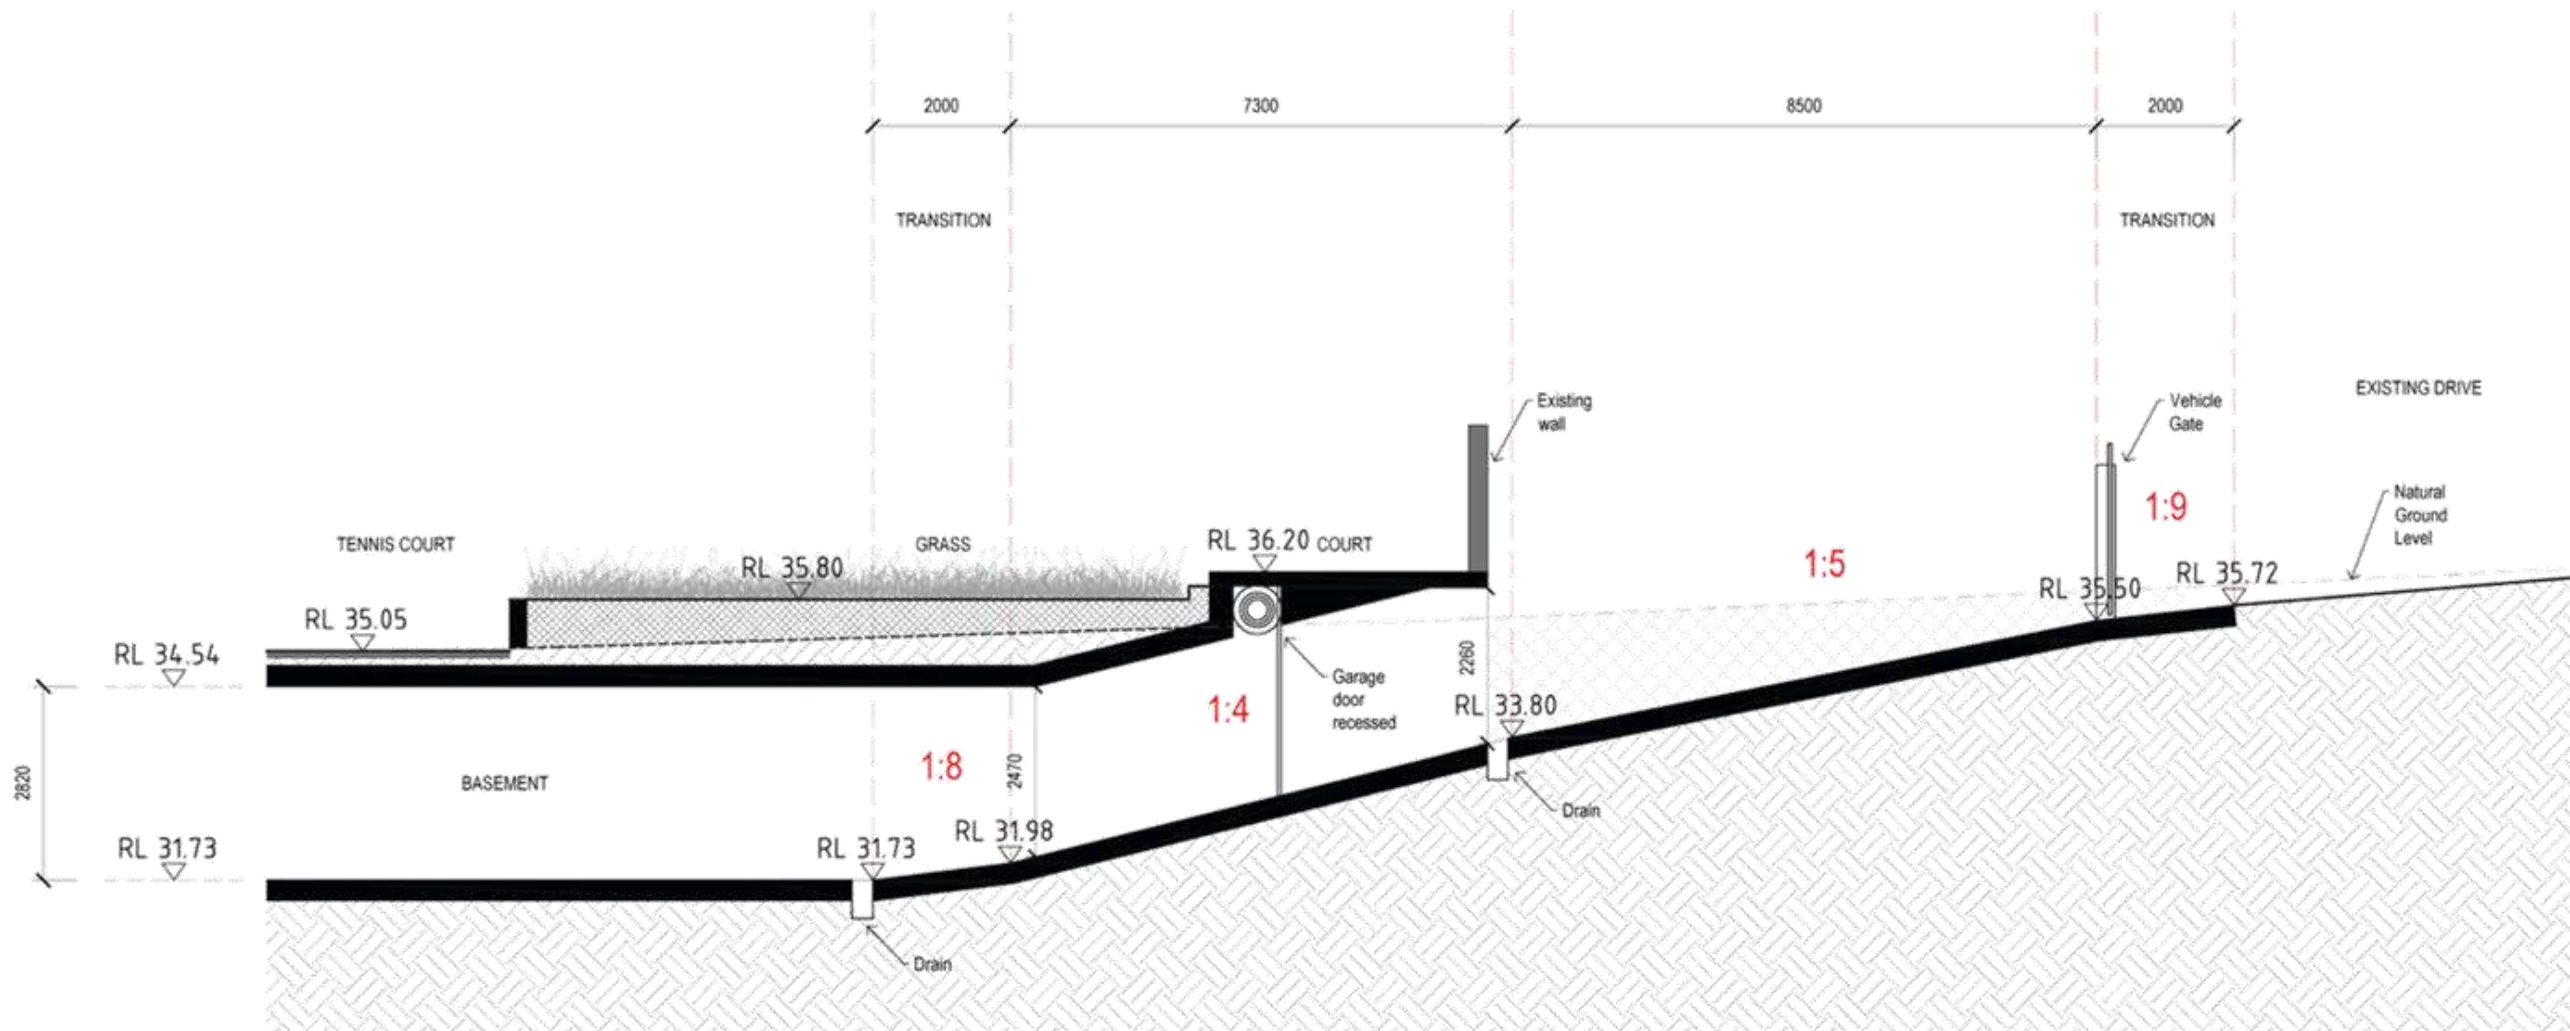 2000
7300
8500
2000
TRANSITION
TRANSITION
EXISTING DRIVE
Existing
wall
Vehicle
Gate
Natural
Ground
Level
1:9
TENNIS COURT
GRASS
RL 36.20 COURT
1:5
RL 35.80
RL 35.50
RL 35.72
RL 35.05
RL 34.54
2260
Garage
door
recessed
1:4
RL 33.80
2820
BASEMENT
1:8
2470
Drain
RL 31.98
RL 31.73
RL 31.73
Drain